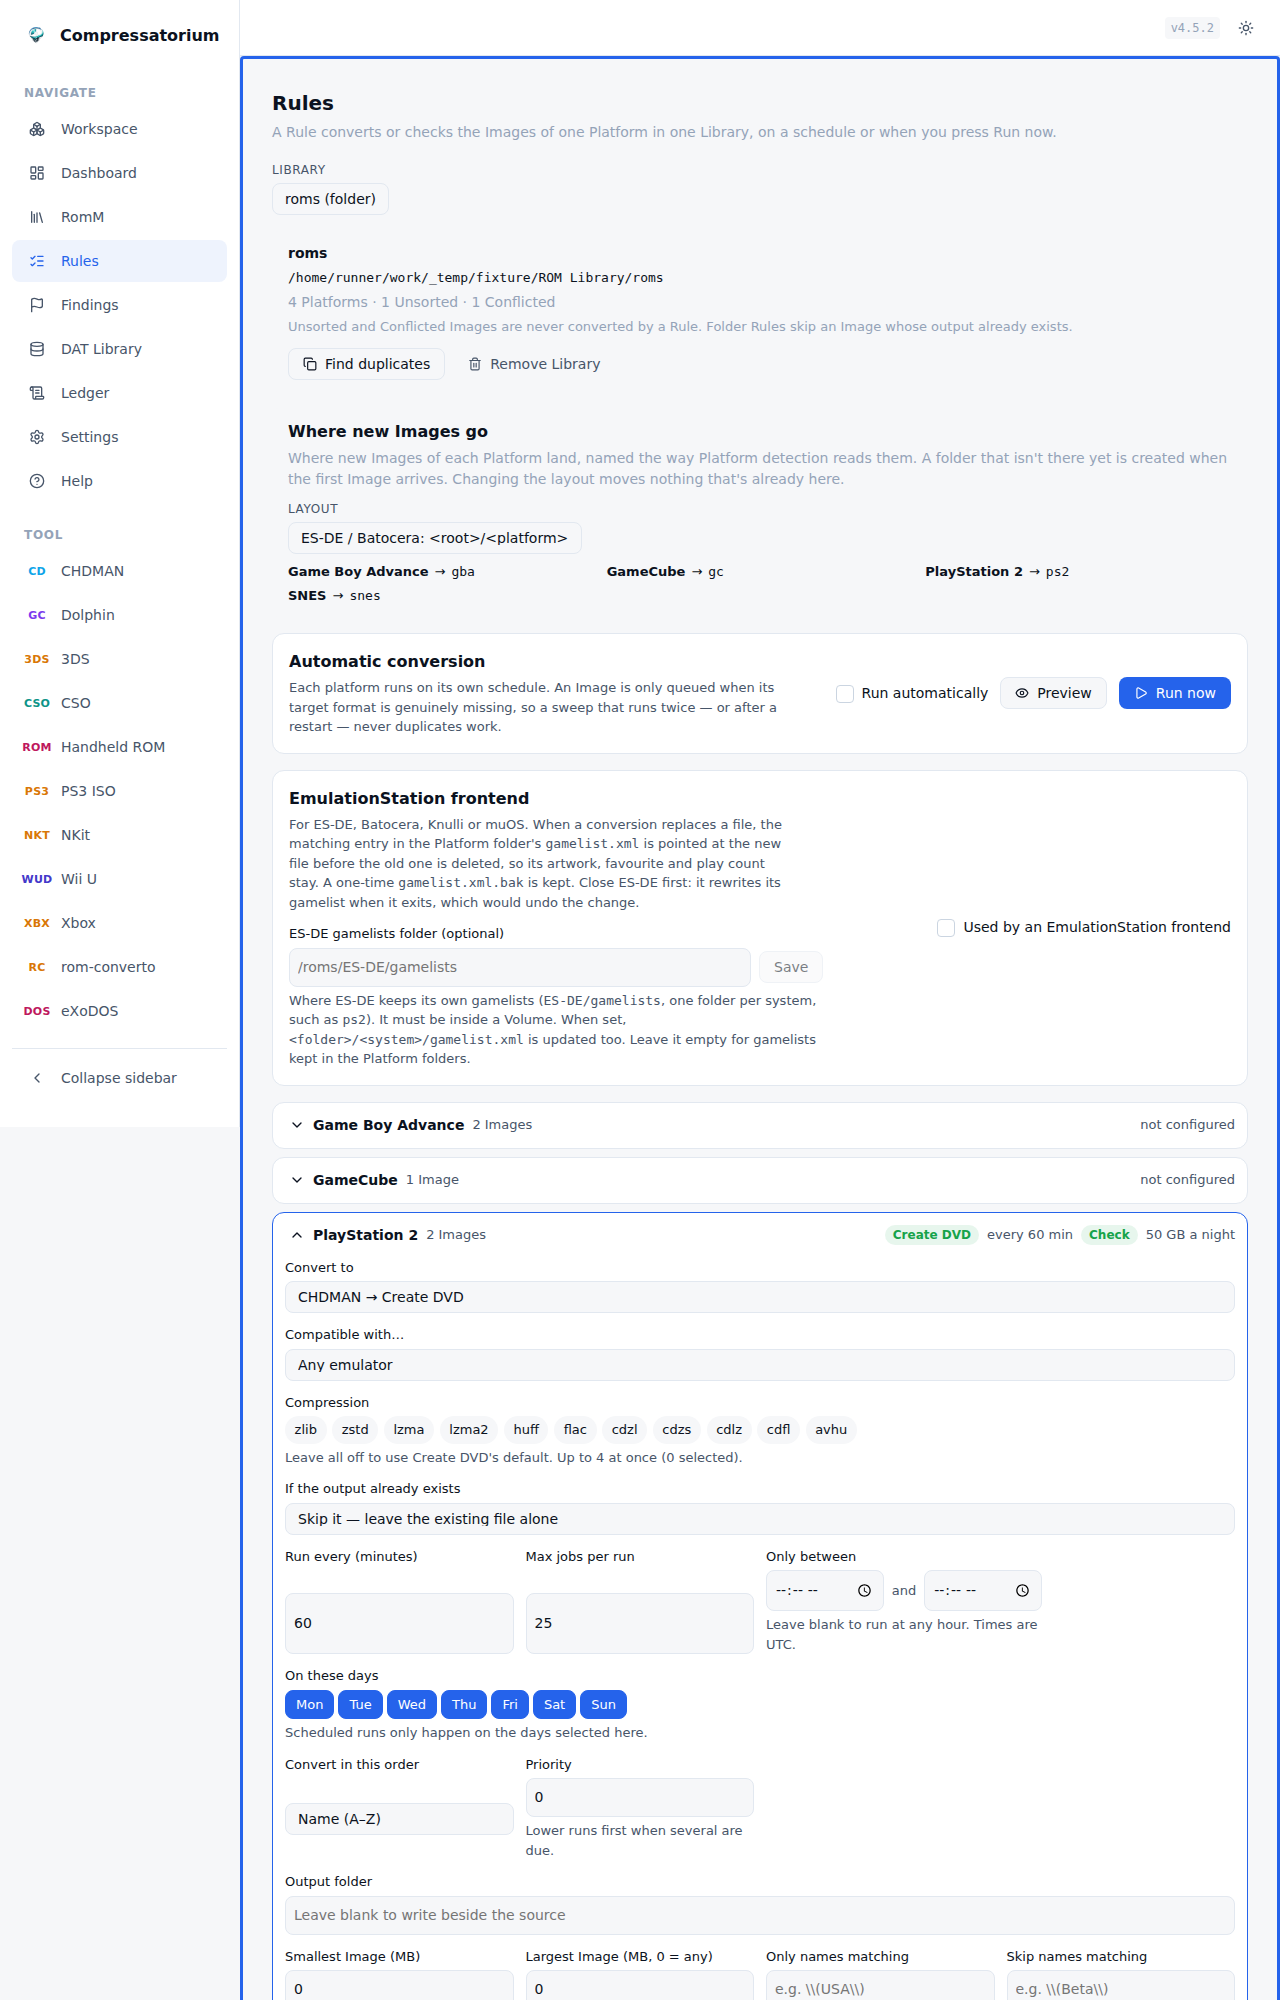 Compressatorium
v4.5.2
NAVIGATE
Workspace
Dashboard
RomM
Rules
Findings
DAT Library
Ledger
Settings
Help
TOOL
CD CHDMAN
GC Dolphin
3DS 3DS
CSO CSO
ROM Handheld ROM
PS3 PS3 ISO
NKT NKit
WUD Wii U
XBX Xbox
RC rom-converto
DOS eXoDOS
Collapse sidebar
Rules
A Rule converts or checks the Images of one Platform in one Library, on a schedule or when you press Run now.
LIBRARY
roms (folder)
roms
/home/runner/work/_temp/fixture/ROM Library/roms
4 Platforms · 1 Unsorted · 1 Conflicted
Unsorted and Conflicted Images are never converted by a Rule. Folder Rules skip an Image whose output already exists.
Find duplicates Remove Library
Where new Images go
Where new Images of each Platform land, named the way Platform detection reads them. A folder that isn't there yet is created when
the first Image arrives. Changing the layout moves nothing that's already here.
LAYOUT
ES-DE / Batocera: <root>/<platform>
Game Boy Advance → gba GameCube → gc PlayStation 2 → ps2
SNES → snes
Automatic conversion
Each platform runs on its own schedule. An Image is only queued when its
target format is genuinely missing, so a sweep that runs twice — or after a
restart — never duplicates work.
Run automatically Preview Run now
EmulationStation frontend
For ES-DE, Batocera, Knulli or muOS. When a conversion replaces a file, the
matching entry in the Platform folder's gamelist.xml is pointed at the new
file before the old one is deleted, so its artwork, favourite and play count
stay. A one-time gamelist.xml.bak is kept. Close ES-DE first: it rewrites its
gamelist when it exits, which would undo the change.
Used by an EmulationStation frontend
ES-DE gamelists folder (optional)
/roms/ES-DE/gamelists Save
Where ES-DE keeps its own gamelists (ES-DE/gamelists, one folder per system,
such as ps2). It must be inside a Volume. When set,
<folder>/<system>/gamelist.xml is updated too. Leave it empty for gamelists
kept in the Platform folders.
Game Boy Advance 2 Images not configured
GameCube 1 Image not configured
PlayStation 2 2 Images Create DVD every 60 min Check 50 GB a night
Convert to
CHDMAN → Create DVD
Compatible with…
Any emulator
Compression
zlib zstd lzma lzma2 huff flac cdzl cdzs cdlz cdfl avhu
Leave all off to use Create DVD's default. Up to 4 at once (0 selected).
If the output already exists
Skip it — leave the existing file alone
Run every (minutes) Max jobs per run Only between
60 25 --:-- -- and --:-- --
Leave blank to run at any hour. Times are
UTC.
On these days
Mon Tue Wed Thu Fri Sat Sun
Scheduled runs only happen on the days selected here.
Convert in this order Priority
Name (A–Z) 0
Lower runs first when several are
due.
Output folder
Leave blank to write beside the source
Smallest Image (MB) Largest Image (MB, 0 = any) Only names matching Skip names matching
0 0 e.g. \\(USA\\) e.g. \\(Beta\\)